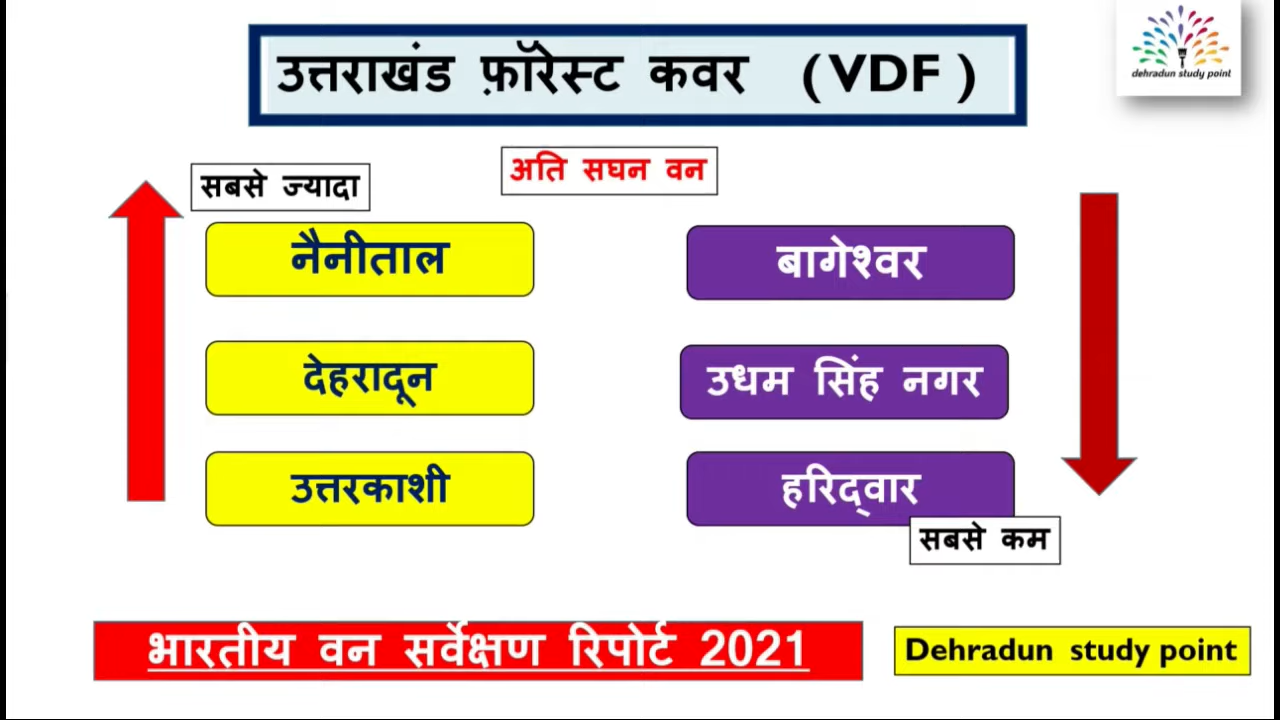 उत्तराखंड फ़ॉरेस्ट कवर (VDF )
dehradun study point
अति सघन वन
सबसे ज्यादा
नैनीताल
बागेश्वर
देहरादून
उधम सिंह नगर
उत्तरकाशी
हरिद्वार
सबसे कम
भारतीय वन सर्वेक्षण रिपोर्ट 2021
Dehradun study point